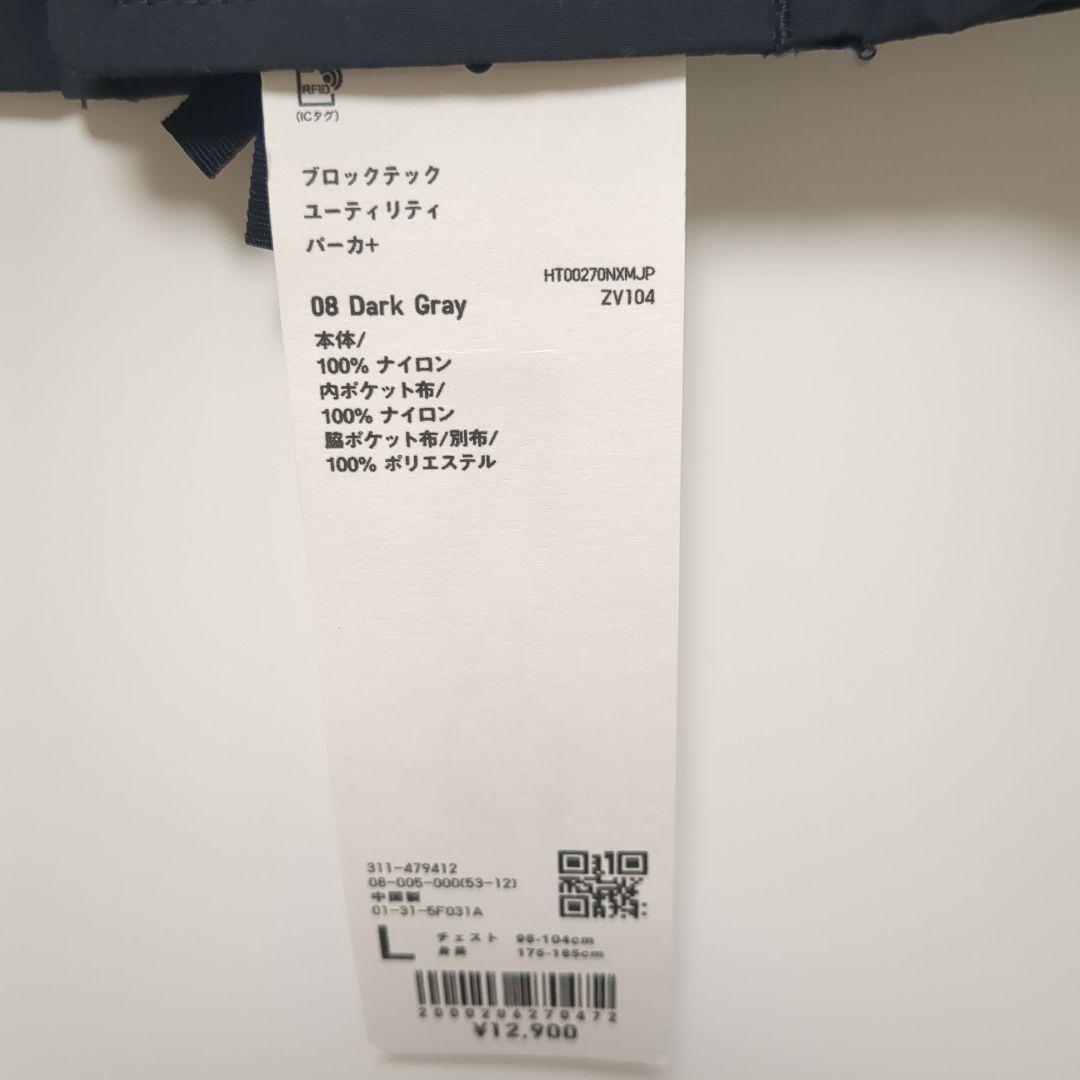 RFID
(ICタグ)
ブロックテック
ユーティリティ
パーカ+
HT00270NXMJP
ZV104
08 Dark Gray
本体/
100% ナイロン
内ポケット布/
100% ナイロン
脇ポケット布/別布/
100% ポリエステル
311-479412
08-005-000(53-12)
中国製
01-31-5F031A
L チェスト 96-104cm
身長 175-185cm
2000206270472
¥12,900